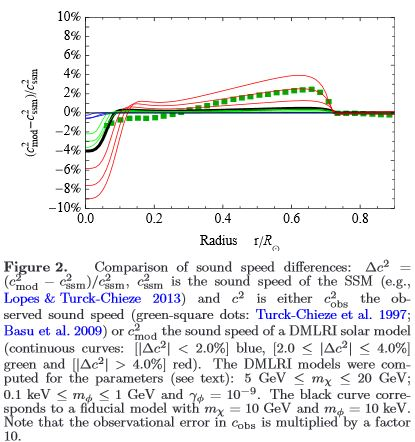 10%
8%
6%
4%
2%
0%
−2%
−4%
−6%
−8%
−10%
(c²mod−c²ssm)/c²ssm
0.0 0.2 0.4 0.6 0.8
Radius r/R⊙
Figure 2. Comparison of sound speed differences: Δc² =
(c²mod − c²ssm)/c²ssm, c²ssm is the sound speed of the SSM (e.g.,
Lopes & Turck-Chieze 2013) and c² is either c²obs the ob-
served sound speed (green-square dots: Turck-Chieze et al. 1997;
Basu et al. 2009) or c²mod the sound speed of a DMLRI solar model
(continuous curves: [|Δc²| < 2.0%] blue, [2.0 ≤ |Δc²| ≤ 4.0%]
green and [|Δc²| > 4.0%] red). The DMLRI models were com-
puted for the parameters (see text): 5 GeV ≤ mχ ≤ 20 GeV;
0.1 keV ≤ mϕ ≤ 1 GeV and γϕ = 10⁻⁹. The black curve corre-
sponds to a fiducial model with mχ = 10 GeV and mϕ = 10 keV.
Note that the observational error in cobs is multiplied by a factor
10.